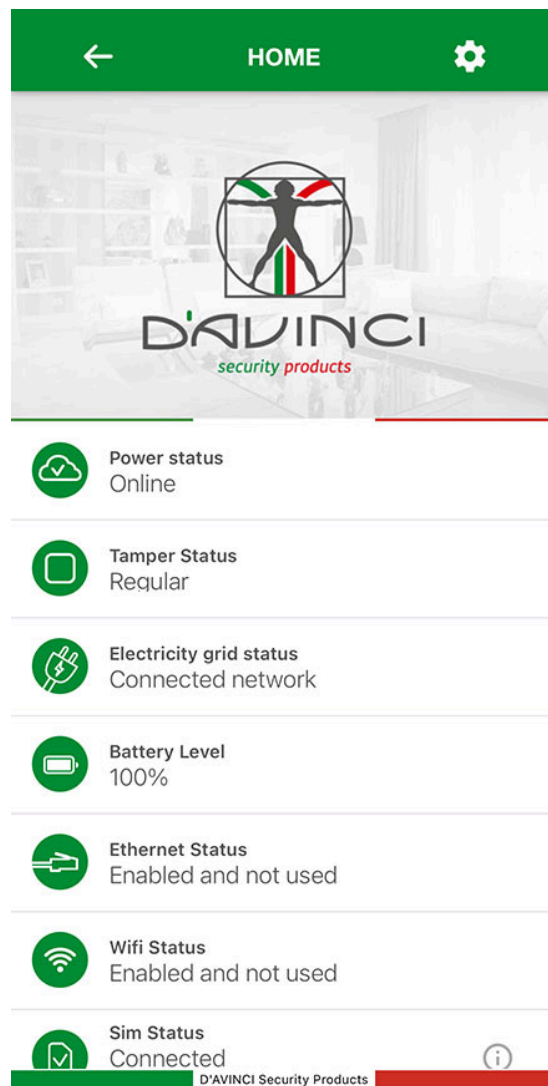 HOME
D'AVINCI
security products
Power status
Online
Tamper Status
Regular
Electricity grid status
Connected network
Battery Level
100%
Ethernet Status
Enabled and not used
Wifi Status
Enabled and not used
Sim Status
Connected
D'AVINCI Security Products